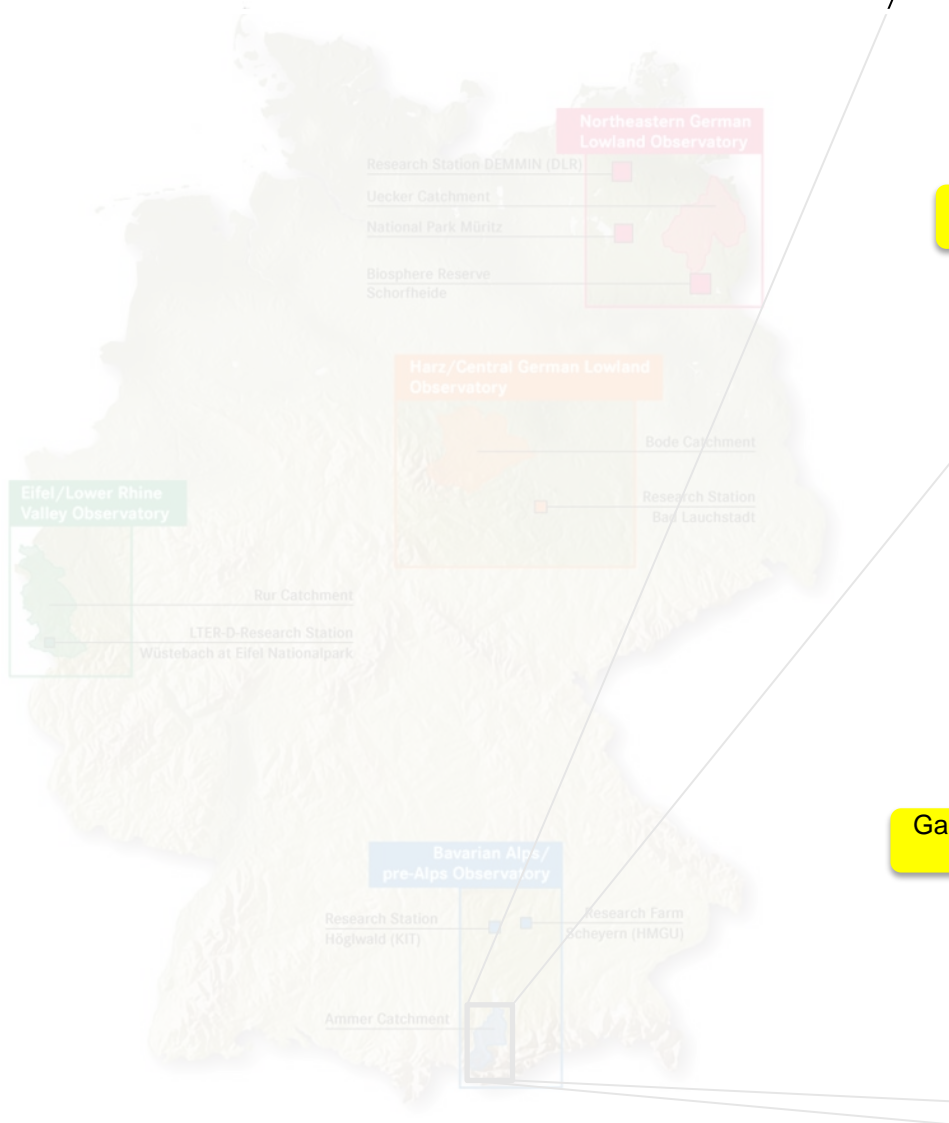 Northeastern German
Lowland Observatory
Research Station DEMMIN (DLR)
Uecker Catchment
National Park Müritz
Biosphere Reserve
Schorfheide
Harz/Central German Lowland
Observatory
Bode Catchment
Research Station
Bad Lauchstadt
Eifel/Lower Rhine
Valley Observatory
Rur Catchment
LTER-D-Research Station
Wüstebach at Eifel Nationalpark
Ga
Bavarian Alps/
pre-Alps Observatory
Research Station
Höglwald (KIT)
Research Farm
Scheyern (HMGU)
Ammer Catchment